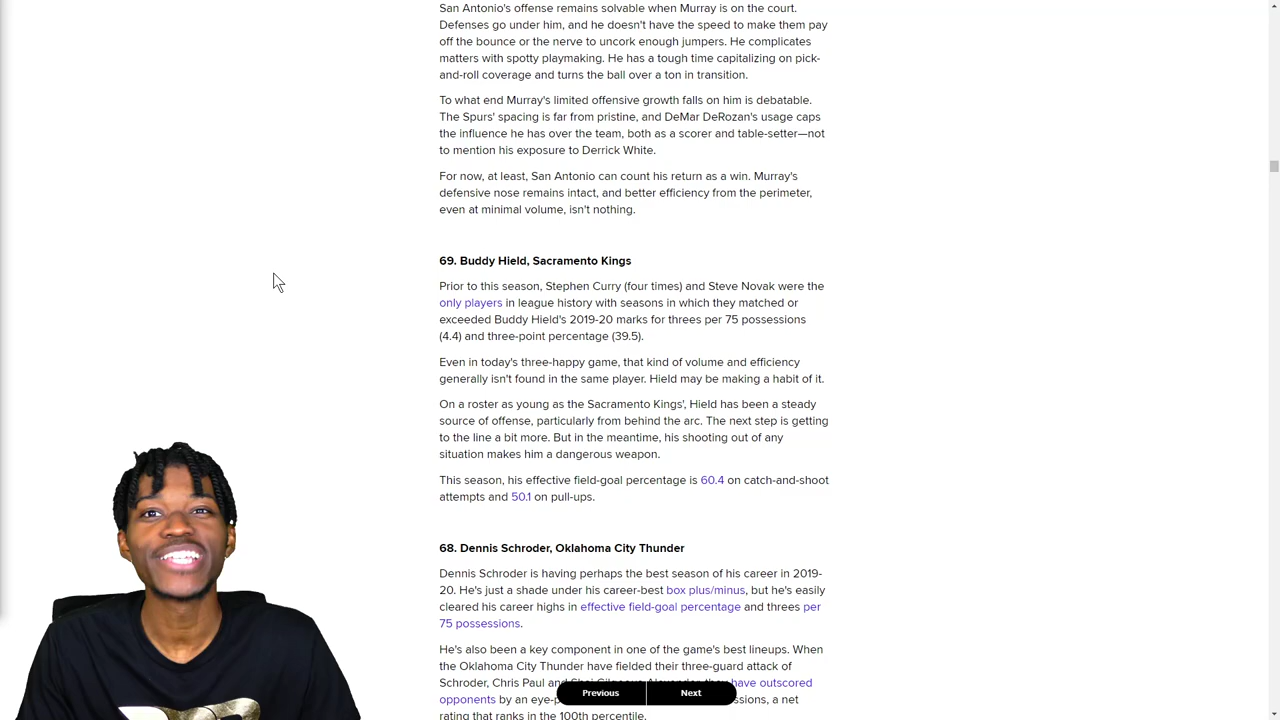 San Antonio's offense remains solvable when Murray is on the court.
Defenses go under him, and he doesn't have the speed to make them pay
off the bounce or the nerve to uncork enough jumpers. He complicates
matters with spotty playmaking. He has a tough time capitalizing on pick-
and-roll coverage and turns the ball over a ton in transition.
To what end Murray's limited offensive growth falls on him is debatable.
The Spurs' spacing is far from pristine, and DeMar DeRozan's usage caps
the influence he has over the team, both as a scorer and table-setter—not
to mention his exposure to Derrick White.
For now, at least, San Antonio can count his return as a win. Murray's
defensive nose remains intact, and better efficiency from the perimeter,
even at minimal volume, isn't nothing.
69. Buddy Hield, Sacramento Kings
Prior to this season, Stephen Curry (four times) and Steve Novak were the
only players in league history with seasons in which they matched or
exceeded Buddy Hield's 2019-20 marks for threes per 75 possessions
(4.4) and three-point percentage (39.5).
Even in today's three-happy game, that kind of volume and efficiency
generally isn't found in the same player. Hield may be making a habit of it.
On a roster as young as the Sacramento Kings', Hield has been a steady
source of offense, particularly from behind the arc. The next step is getting
to the line a bit more. But in the meantime, his shooting out of any
situation makes him a dangerous weapon.
This season, his effective field-goal percentage is 60.4 on catch-and-shoot
attempts and 50.1 on pull-ups.
68. Dennis Schroder, Oklahoma City Thunder
Dennis Schroder is having perhaps the best season of his career in 2019-
20. He's just a shade under his career-best box plus/minus, but he's easily
cleared his career highs in effective field-goal percentage and threes per
75 possessions.
He's also been a key component in one of the game's best lineups. When
the Oklahoma City Thunder have fielded their three-guard attack of
Schroder, Chris Paul and have outscored
opponents by an a net
rating that ranks in the 100th percentile.
Previous Next